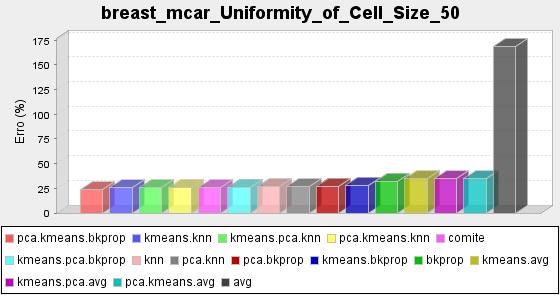 breast_mcar_Uniformity_of_Cell_Size_50
175
150
125
100
75
50
25
0
Erro (%)
pca.kmeans.bkprop kmeans.knn kmeans.pca.knn pca.kmeans.knn comite
kmeans.pca.bkprop knn pca.knn pca.bkprop kmeans.bkprop bkprop kmeans.avg
kmeans.pca.avg pca.kmeans.avg avg